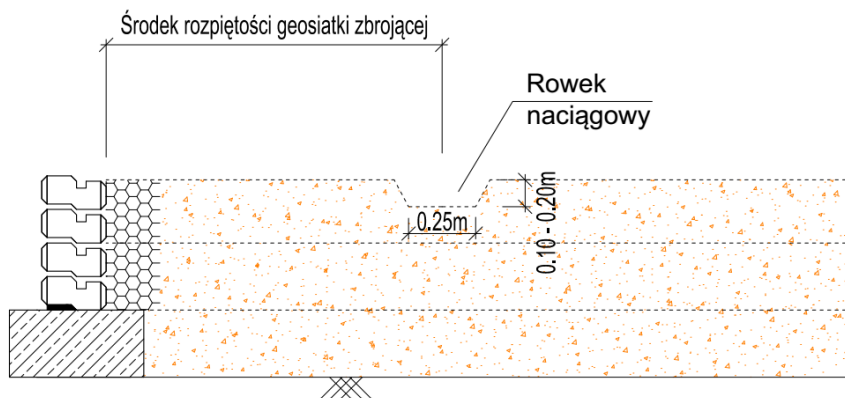 Środek rozpiętości geosiatki zbrojącej
Rowek
naciągowy
0.25m
0.10 - 0.20m